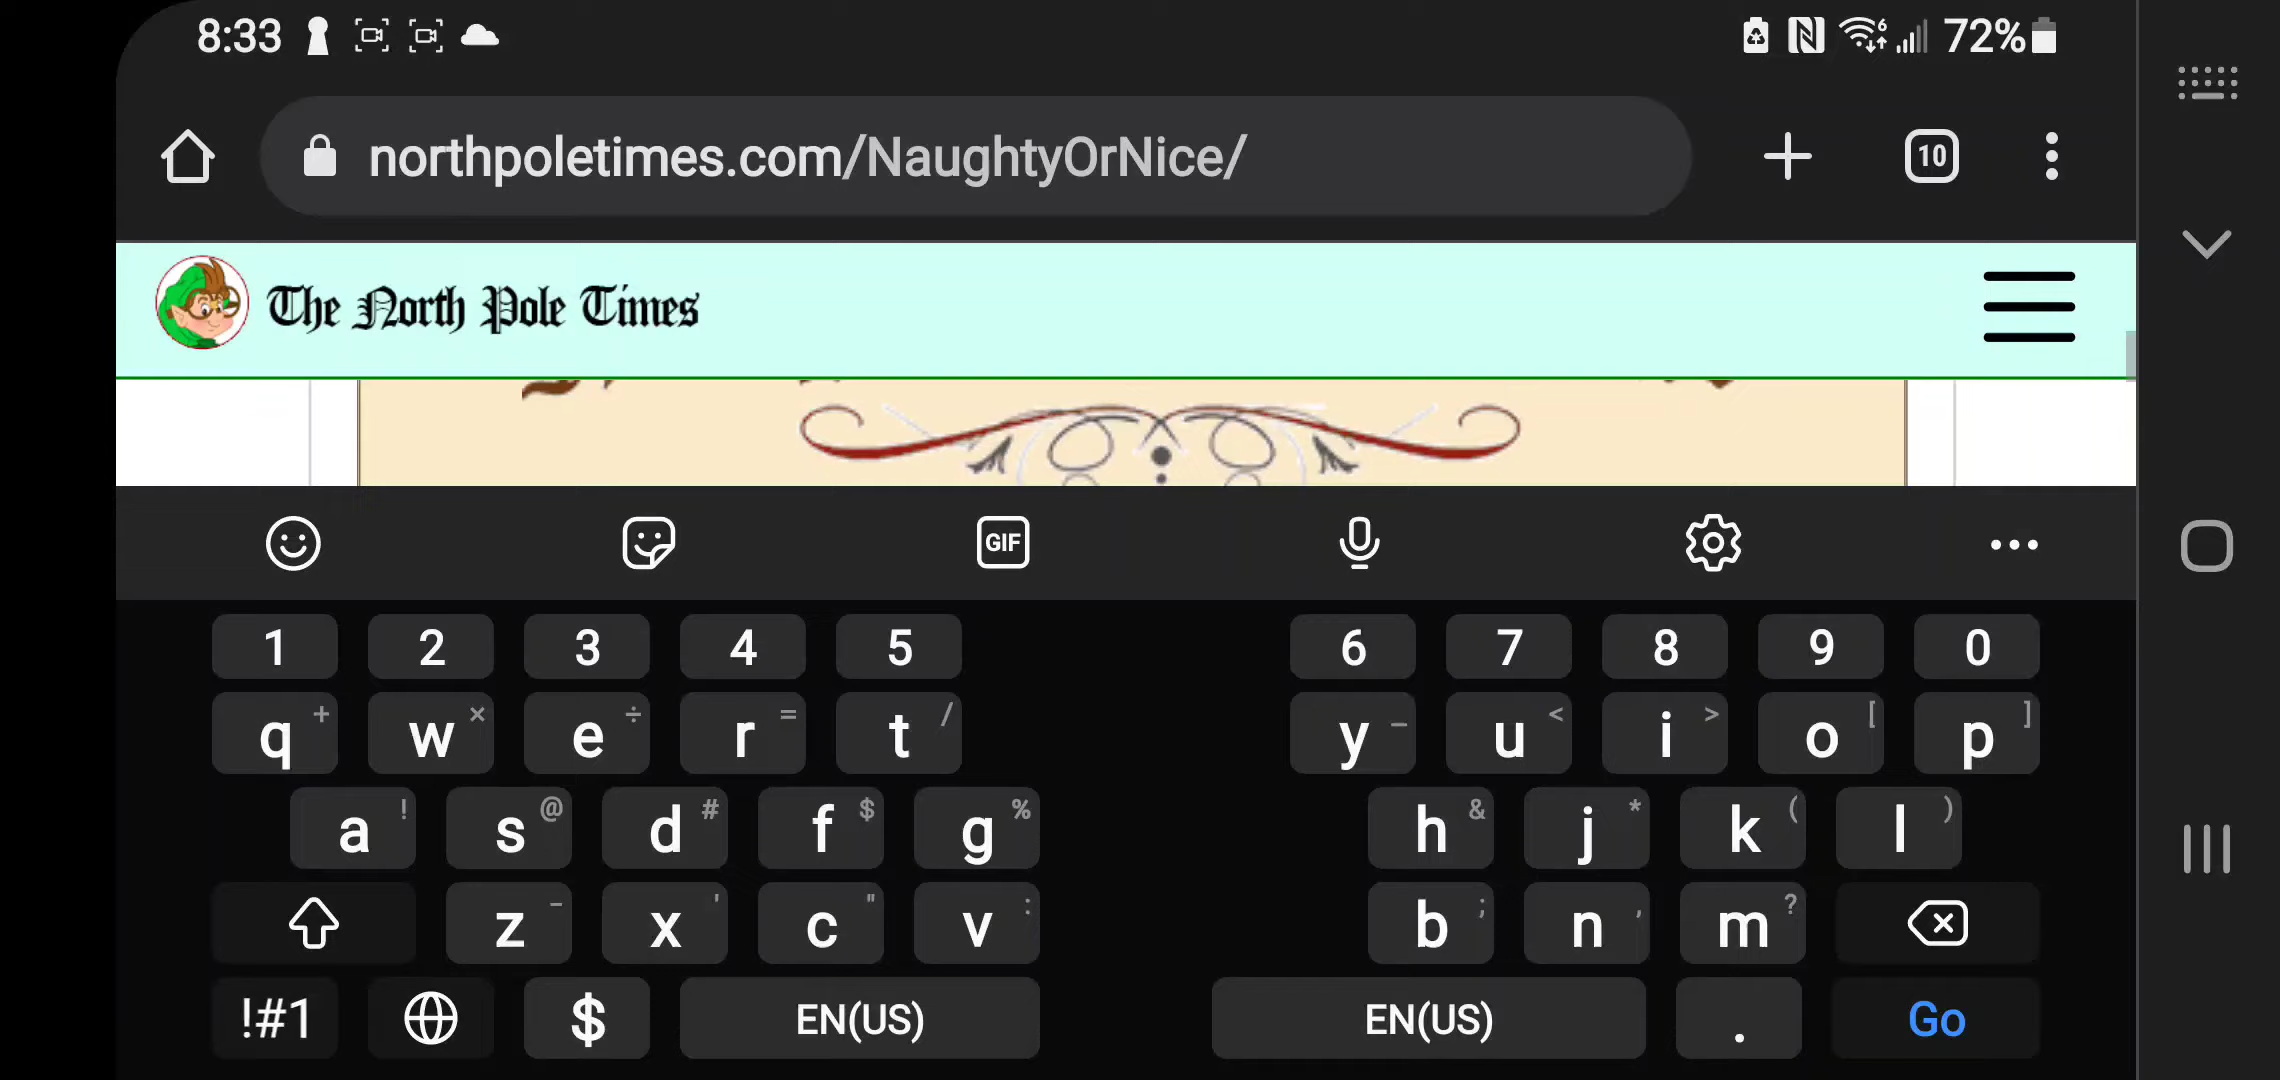 8:33 6 72%
northpoletimes.com/NaughtyOrNice/ 10
The North Pole Times
GIF
1 2 3 4 5 6 7 8 9 0
q + w × e ÷ r = t / y _ u < i > o [ p ]
a ! s @ d # f $ g % h & j * k ( l )
z - x ' c " v : b ; n , m ?
!#1 $ EN(US) EN(US) . Go